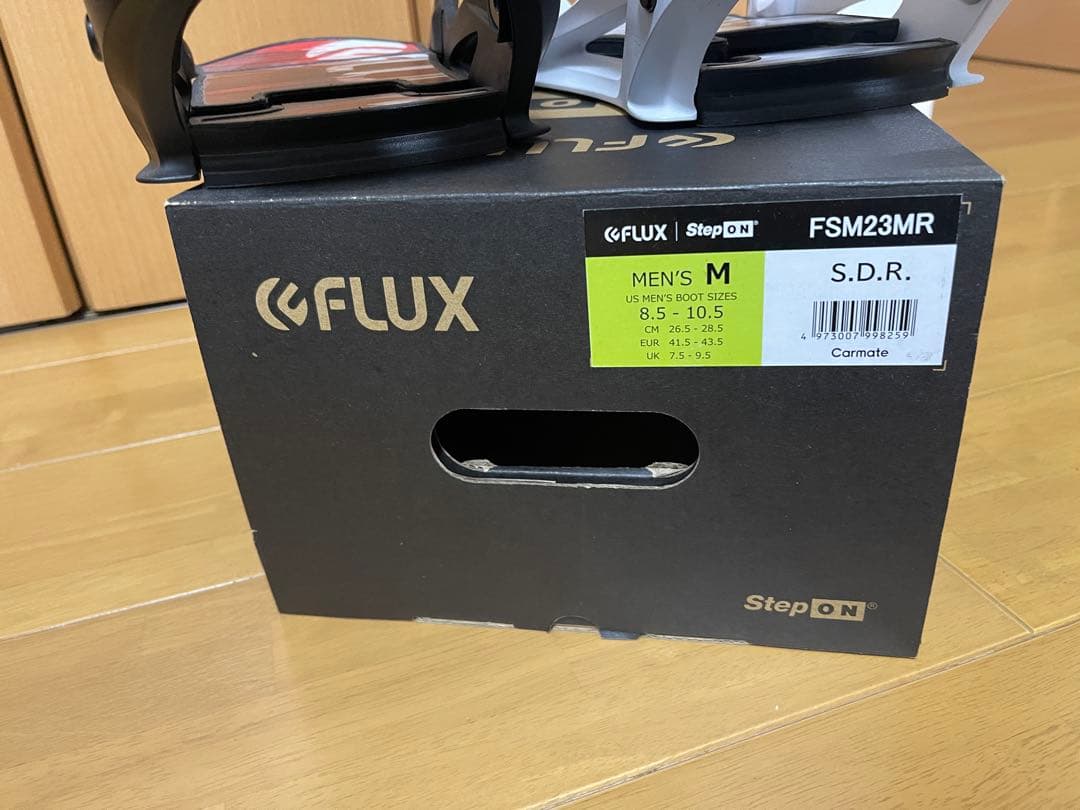 FLUX
FLUX | StepON®
FSM23MR
MEN'S M
US MEN'S BOOT SIZES
8.5 - 10.5
CM 26.5 - 28.5
EUR 41.5 - 43.5
UK 7.5 - 9.5
S.D.R.
4 973007 998259
Carmate
FLUX
StepON®